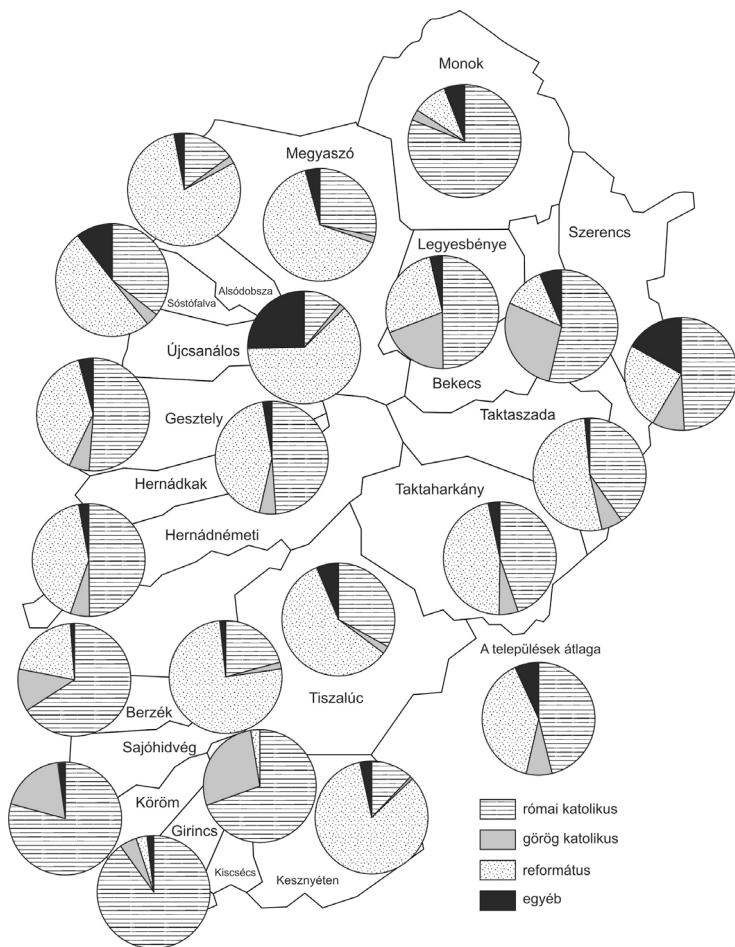 Monok
Megyaszó
Szerencs
Legyesbénye
Alsódobsza
Sóstófalva
Újcsanálos
Bekecs
Gesztely
Taktaszada
Hernádkak
Taktaharkány
Hernádnémeti
A települések átlaga
Tiszalúc
Berzék
Sajóhidvég
Köröm
Girincs
Kiscsécs
Kesznyéten
római katolikus
görög katolikus
református
egyéb